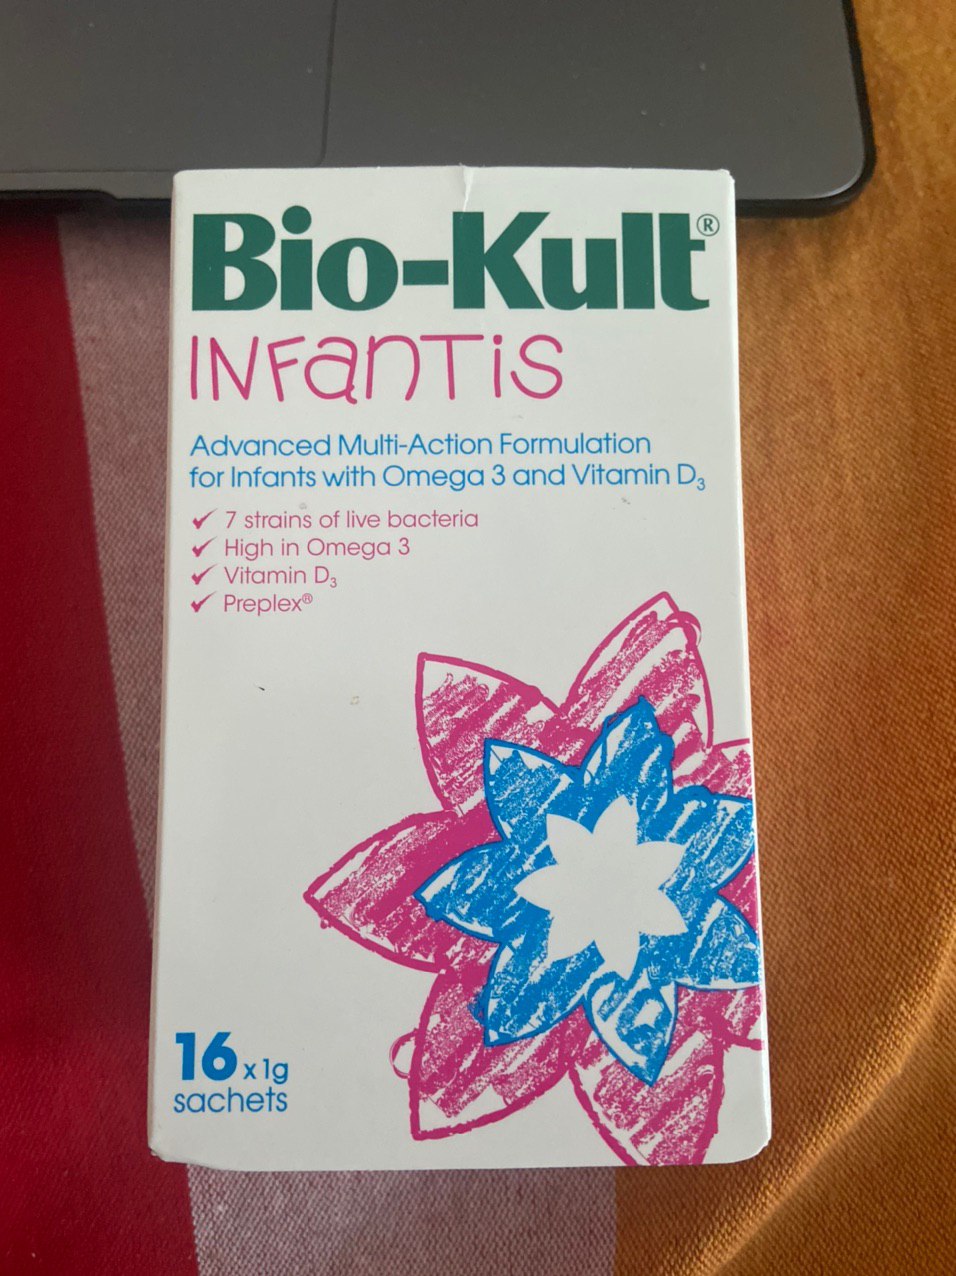 Bio-Kult®
INFANTIS
Advanced Multi-Action Formulation
for Infants with Omega 3 and Vitamin D₃
✓ 7 strains of live bacteria
✓ High in Omega 3
✓ Vitamin D₃
✓ Preplex®
16 x 1g
sachets